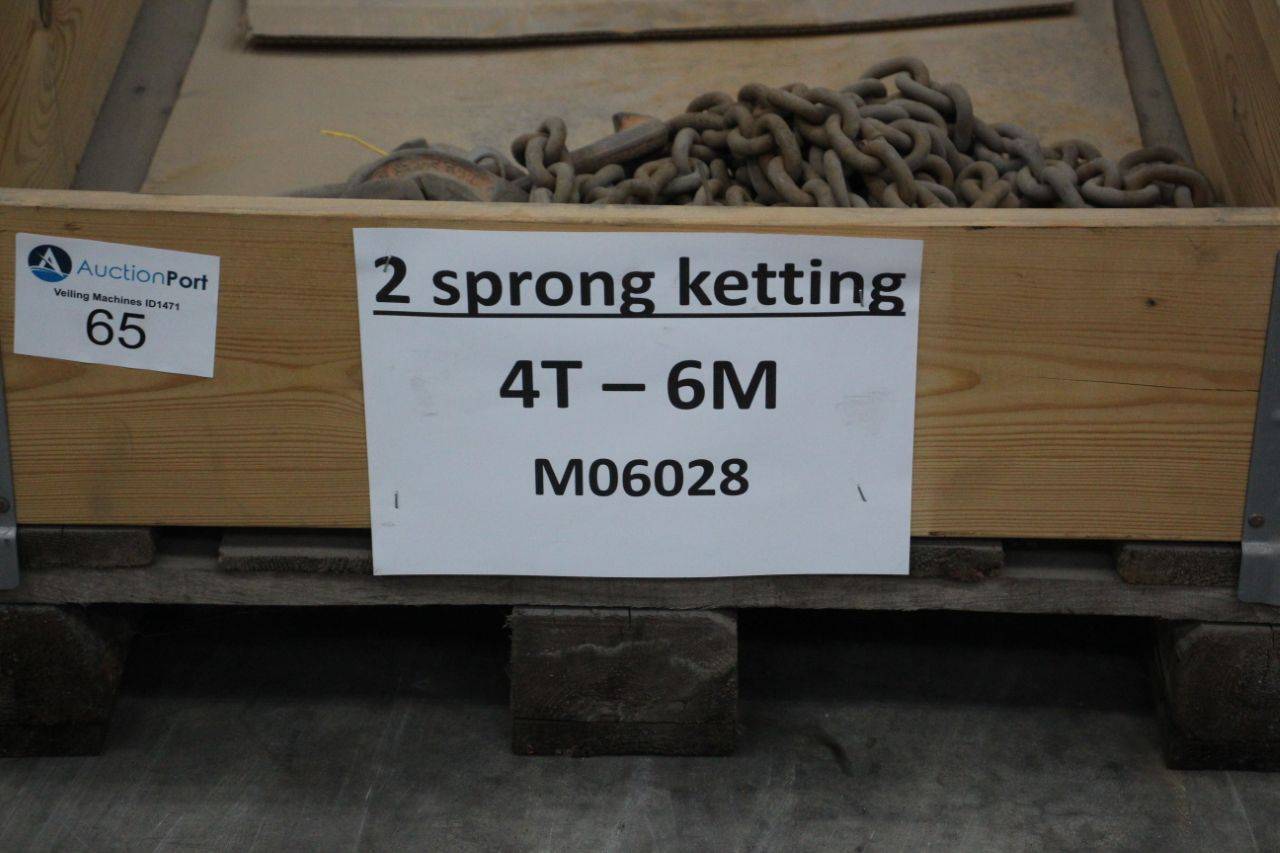 AuctionPort
Veiling Machines ID1471
65
2 sprong ketting
4T – 6M
M06028